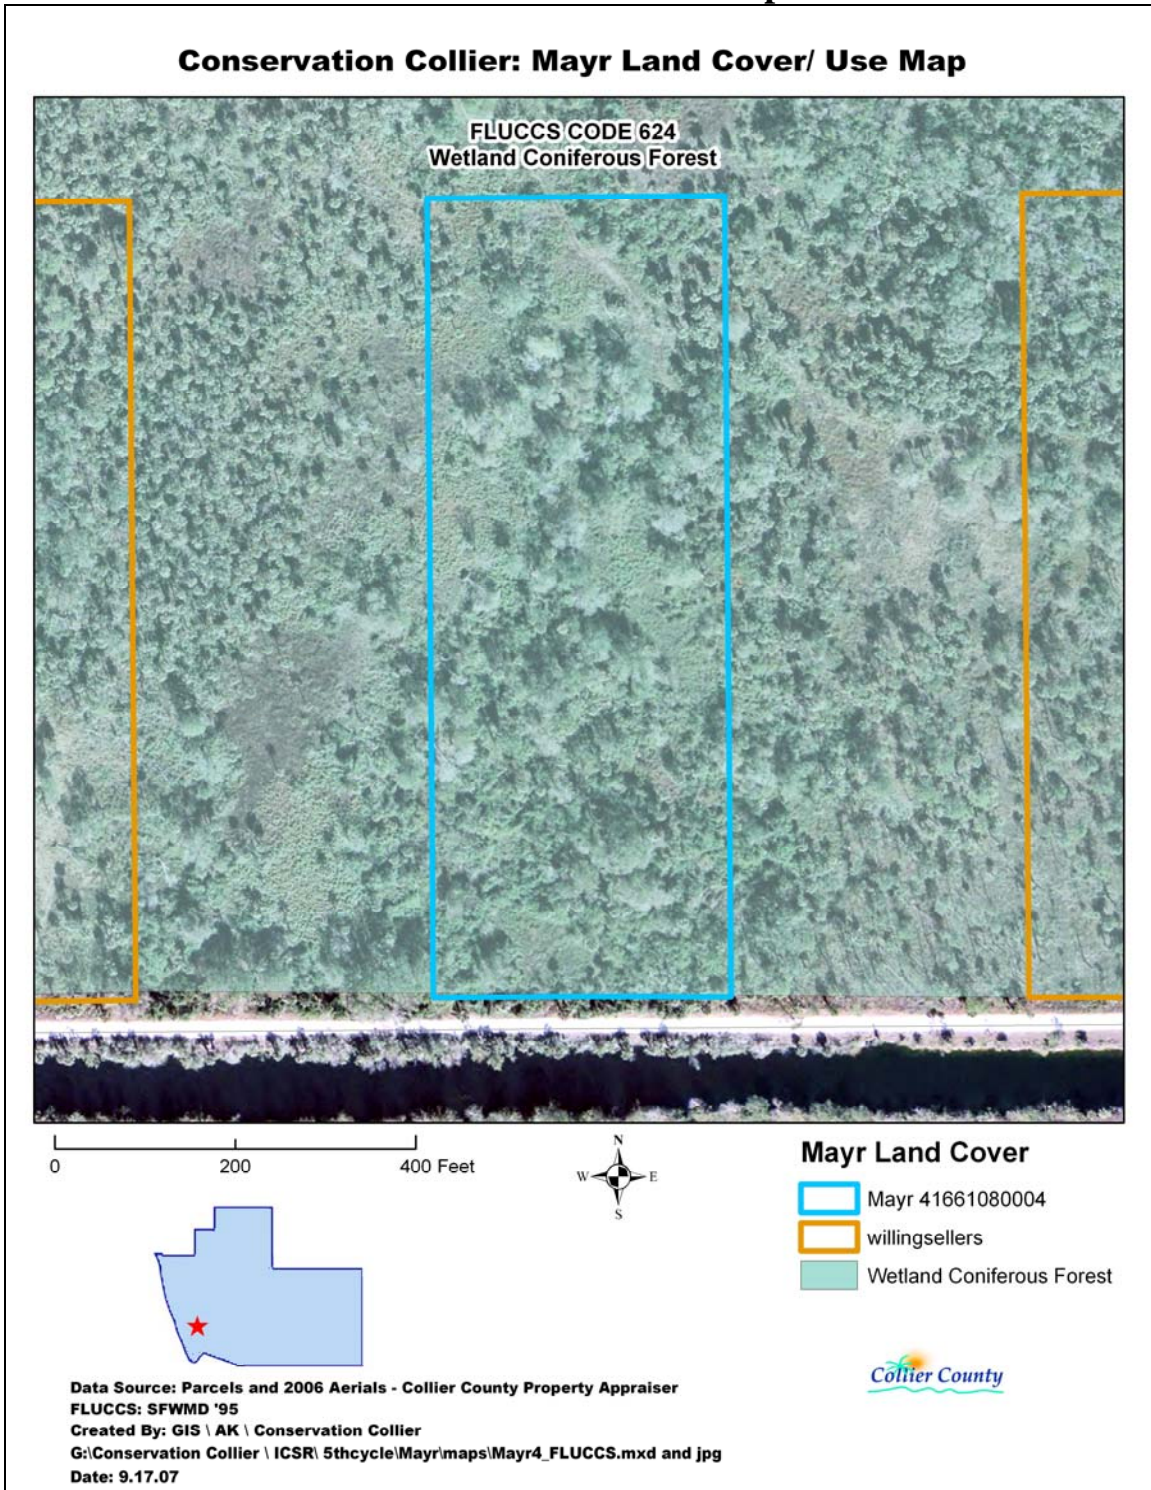 Conservation Collier: Mayr Land Cover/ Use Map
FLUCCS CODE 624
Wetland Coniferous Forest
0 200 400 Feet
N
W E
S
Mayr Land Cover
Mayr 41661080004
willingsellers
Wetland Coniferous Forest
Collier County
Data Source: Parcels and 2006 Aerials - Collier County Property Appraiser
FLUCCS: SFWMD '95
Created By: GIS \ AK \ Conservation Collier
G:\Conservation Collier \ ICSR\ 5thcycle\Mayr\maps\Mayr4_FLUCCS.mxd and jpg
Date: 9.17.07